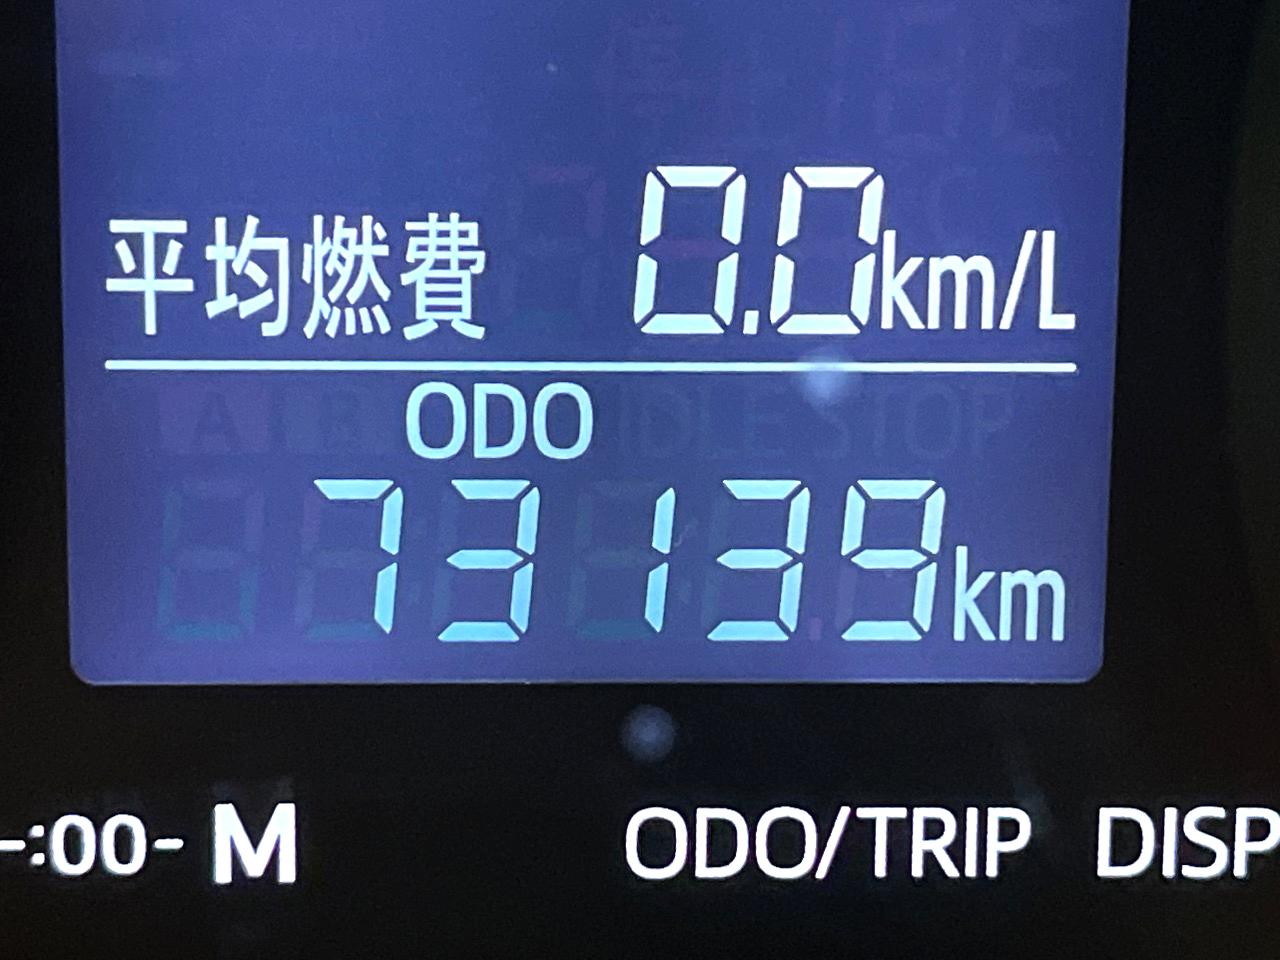 平均燃費 0.0km/L
ODO
73139km
-:00- M ODO/TRIP DISP